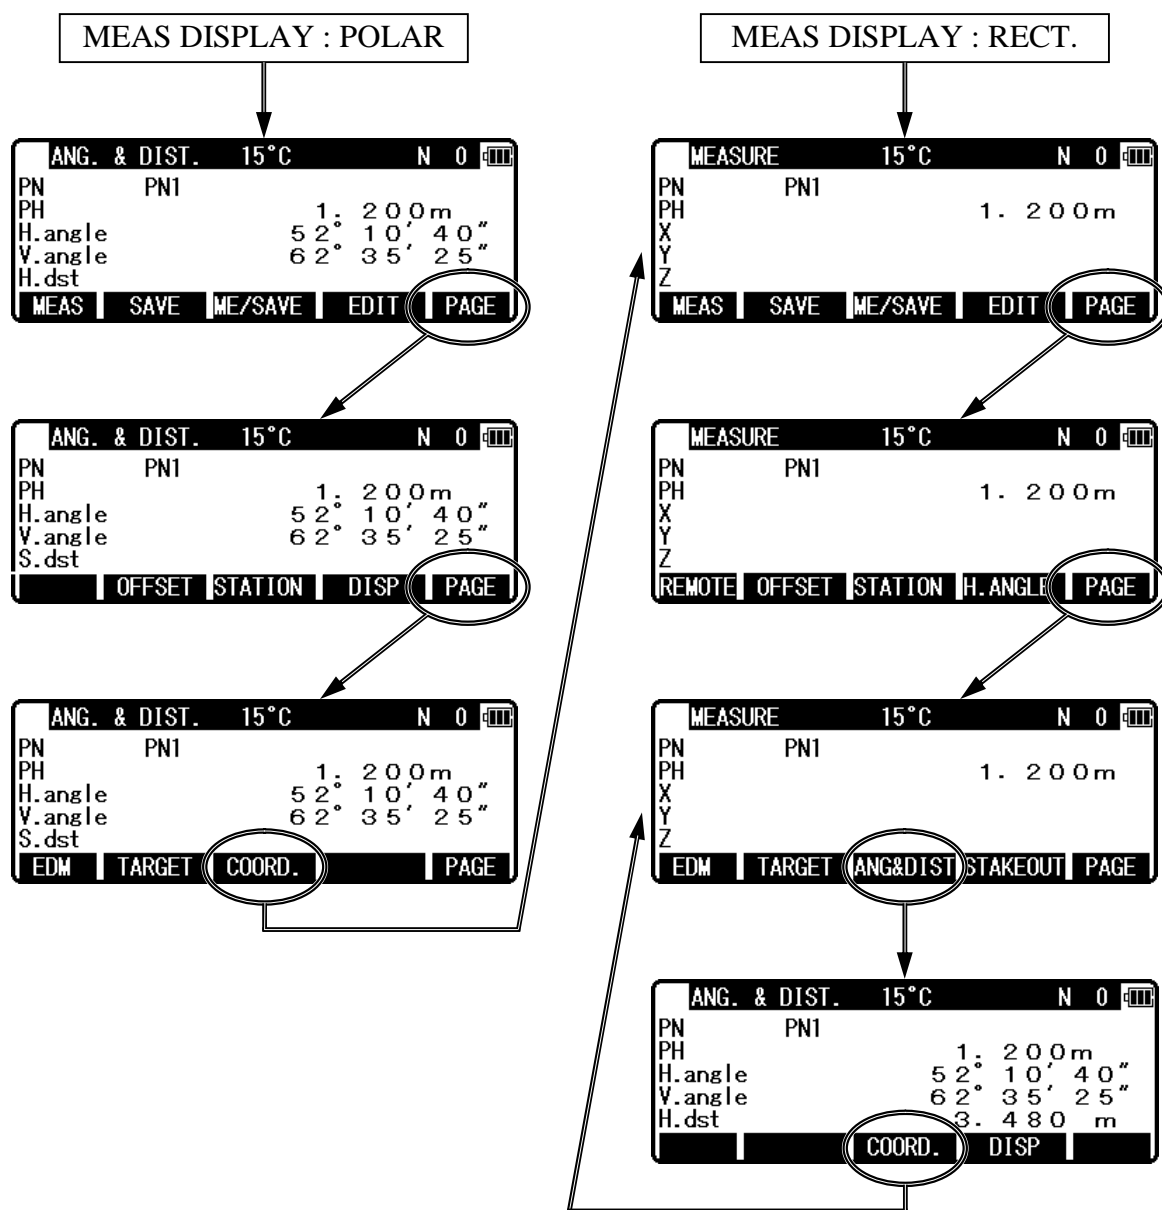 MEAS DISPLAY : POLAR
ANG. & DIST. 15°C N 0
PN PN1
PH 1. 200m
H.angle 52° 10′ 40″
V.angle 62° 35′ 25″
H.dst
MEAS SAVE ME/SAVE EDIT PAGE
ANG. & DIST. 15°C N 0
PN PN1
PH 1. 200m
H.angle 52° 10′ 40″
V.angle 62° 35′ 25″
S.dst
OFFSET STATION DISP PAGE
ANG. & DIST. 15°C N 0
PN PN1
PH 1. 200m
H.angle 52° 10′ 40″
V.angle 62° 35′ 25″
S.dst
EDM TARGET COORD. PAGE
MEAS DISPLAY : RECT.
MEASURE 15°C N 0
PN PN1
PH 1. 200m
X
Y
Z
MEAS SAVE ME/SAVE EDIT PAGE
MEASURE 15°C N 0
PN PN1
PH 1. 200m
X
Y
Z
REMOTE OFFSET STATION H.ANGLE PAGE
MEASURE 15°C N 0
PN PN1
PH 1. 200m
X
Y
Z
EDM TARGET ANG&DIST STAKEOUT PAGE
ANG. & DIST. 15°C N 0
PN PN1
PH 1. 200m
H.angle 52° 10′ 40″
V.angle 62° 35′ 25″
H.dst 3. 480 m
COORD. DISP